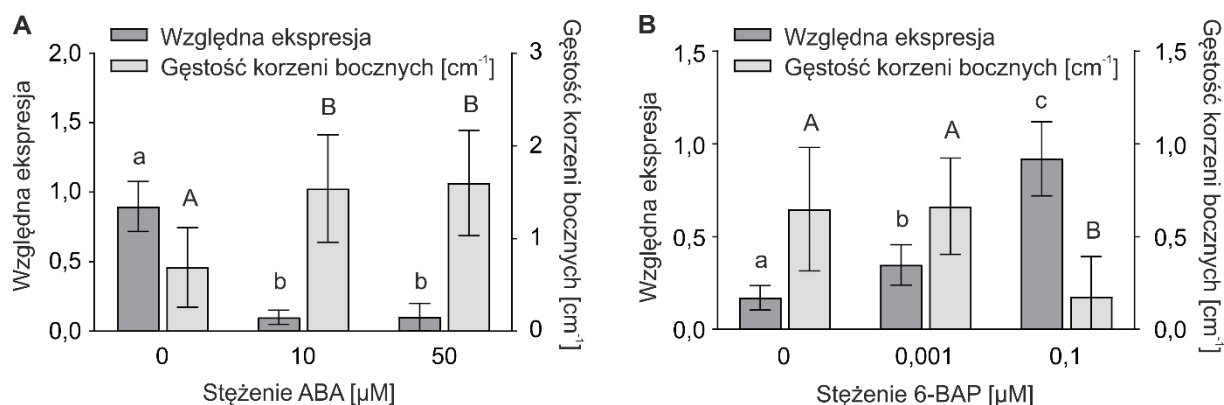 A
Względna ekspresja
Gęstość korzeni bocznych [cm⁻¹]
Względna ekspresja
2,0
1,5
1,0
0,5
0,0
a
A
b
B
b
B
3
2
1
0
Gęstość korzeni bocznych [cm⁻¹]
0 10 50
Stężenie ABA [µM]
B
Względna ekspresja
Gęstość korzeni bocznych [cm⁻¹]
Względna ekspresja
1,5
1,0
0,5
0,0
a
A
b
A
c
B
1,5
1,0
0,5
0,0
Gęstość korzeni bocznych [cm⁻¹]
0 0,001 0,1
Stężenie 6-BAP [µM]